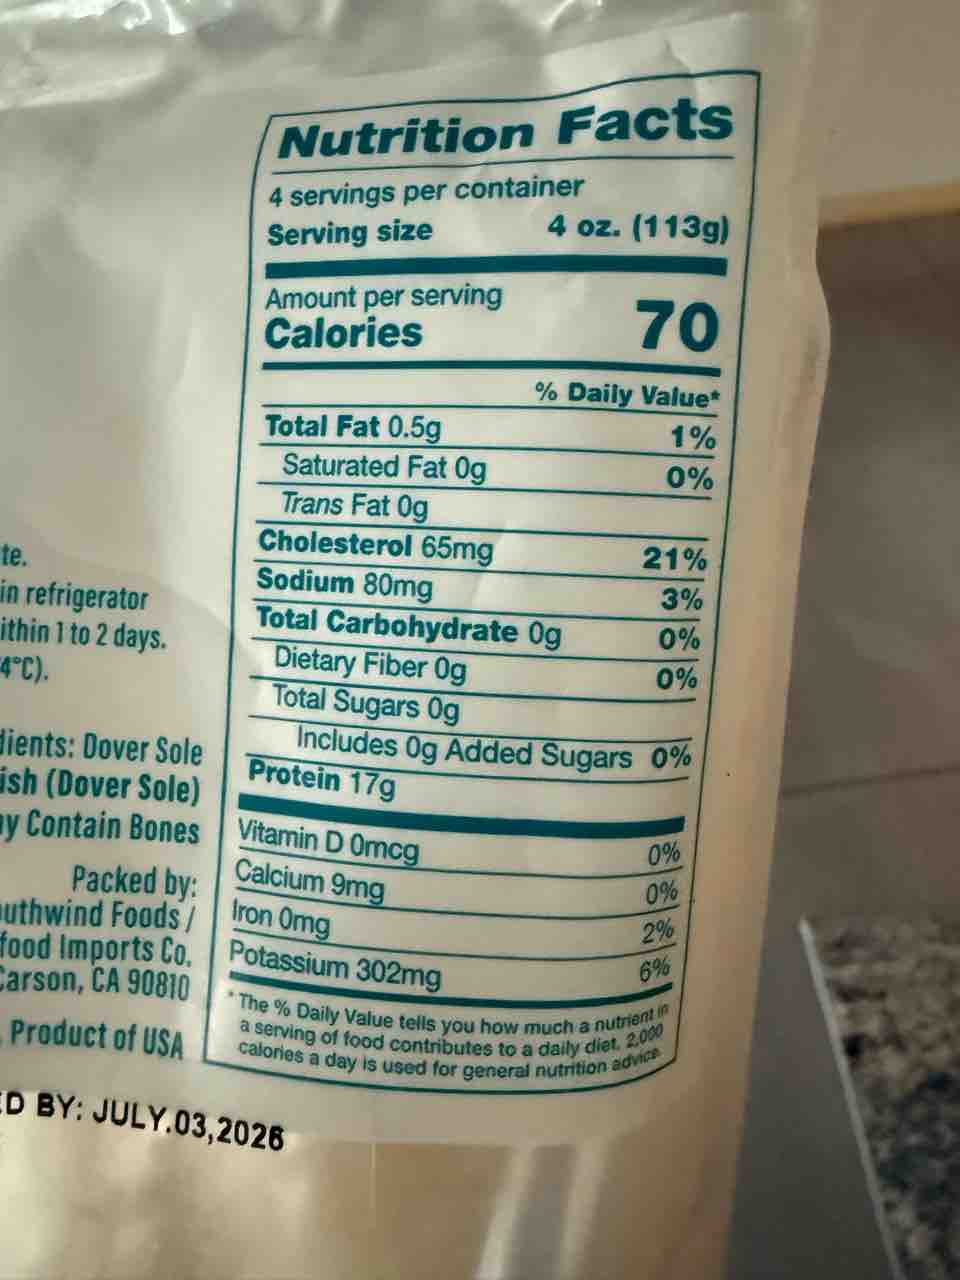 Nutrition Facts
4 servings per container
Serving size 4 oz. (113g)
Amount per serving
Calories 70
% Daily Value*
Total Fat 0.5g 1%
Saturated Fat 0g 0%
Trans Fat 0g
Cholesterol 65mg 21%
Sodium 80mg 3%
Total Carbohydrate 0g 0%
Dietary Fiber 0g 0%
Total Sugars 0g
Includes 0g Added Sugars 0%
Protein 17g
Vitamin D 0mcg 0%
Calcium 9mg 0%
Iron 0mg 2%
Potassium 302mg 6%
* The % Daily Value tells you how much a nutrient in
a serving of food contributes to a daily diet. 2,000
calories a day is used for general nutrition advice.
te.
in refrigerator
ithin 1 to 2 days.
4°C).
dients: Dover Sole
ish (Dover Sole)
ay Contain Bones
Packed by:
outhwind Foods /
food Imports Co.
Carson, CA 90810
Product of USA
ED BY: JULY.03,2026